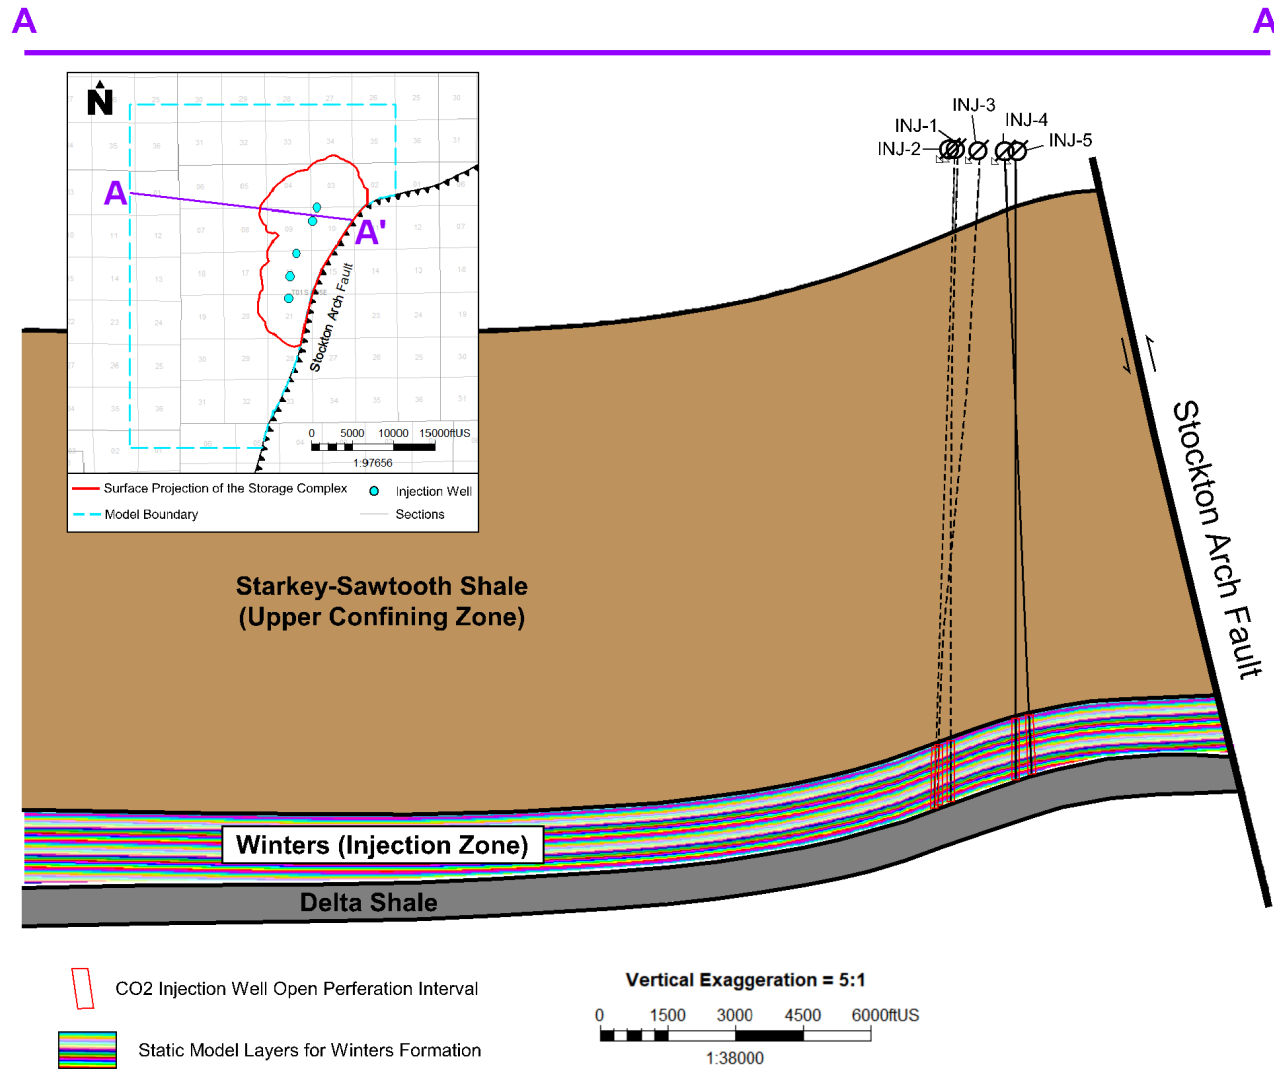 A
A
N
A
A'
Stockton Arch Fault
0 5000 10000 15000ftUS
1:97656
Surface Projection of the Storage Complex
Injection Well
Model Boundary
Sections
INJ-3
INJ-1
INJ-4
INJ-2
INJ-5
Stockton Arch Fault
Starkey-Sawtooth Shale
(Upper Confining Zone)
Winters (Injection Zone)
Delta Shale
CO2 Injection Well Open Perferation Interval
Static Model Layers for Winters Formation
Vertical Exaggeration = 5:1
0 1500 3000 4500 6000ftUS
1:38000